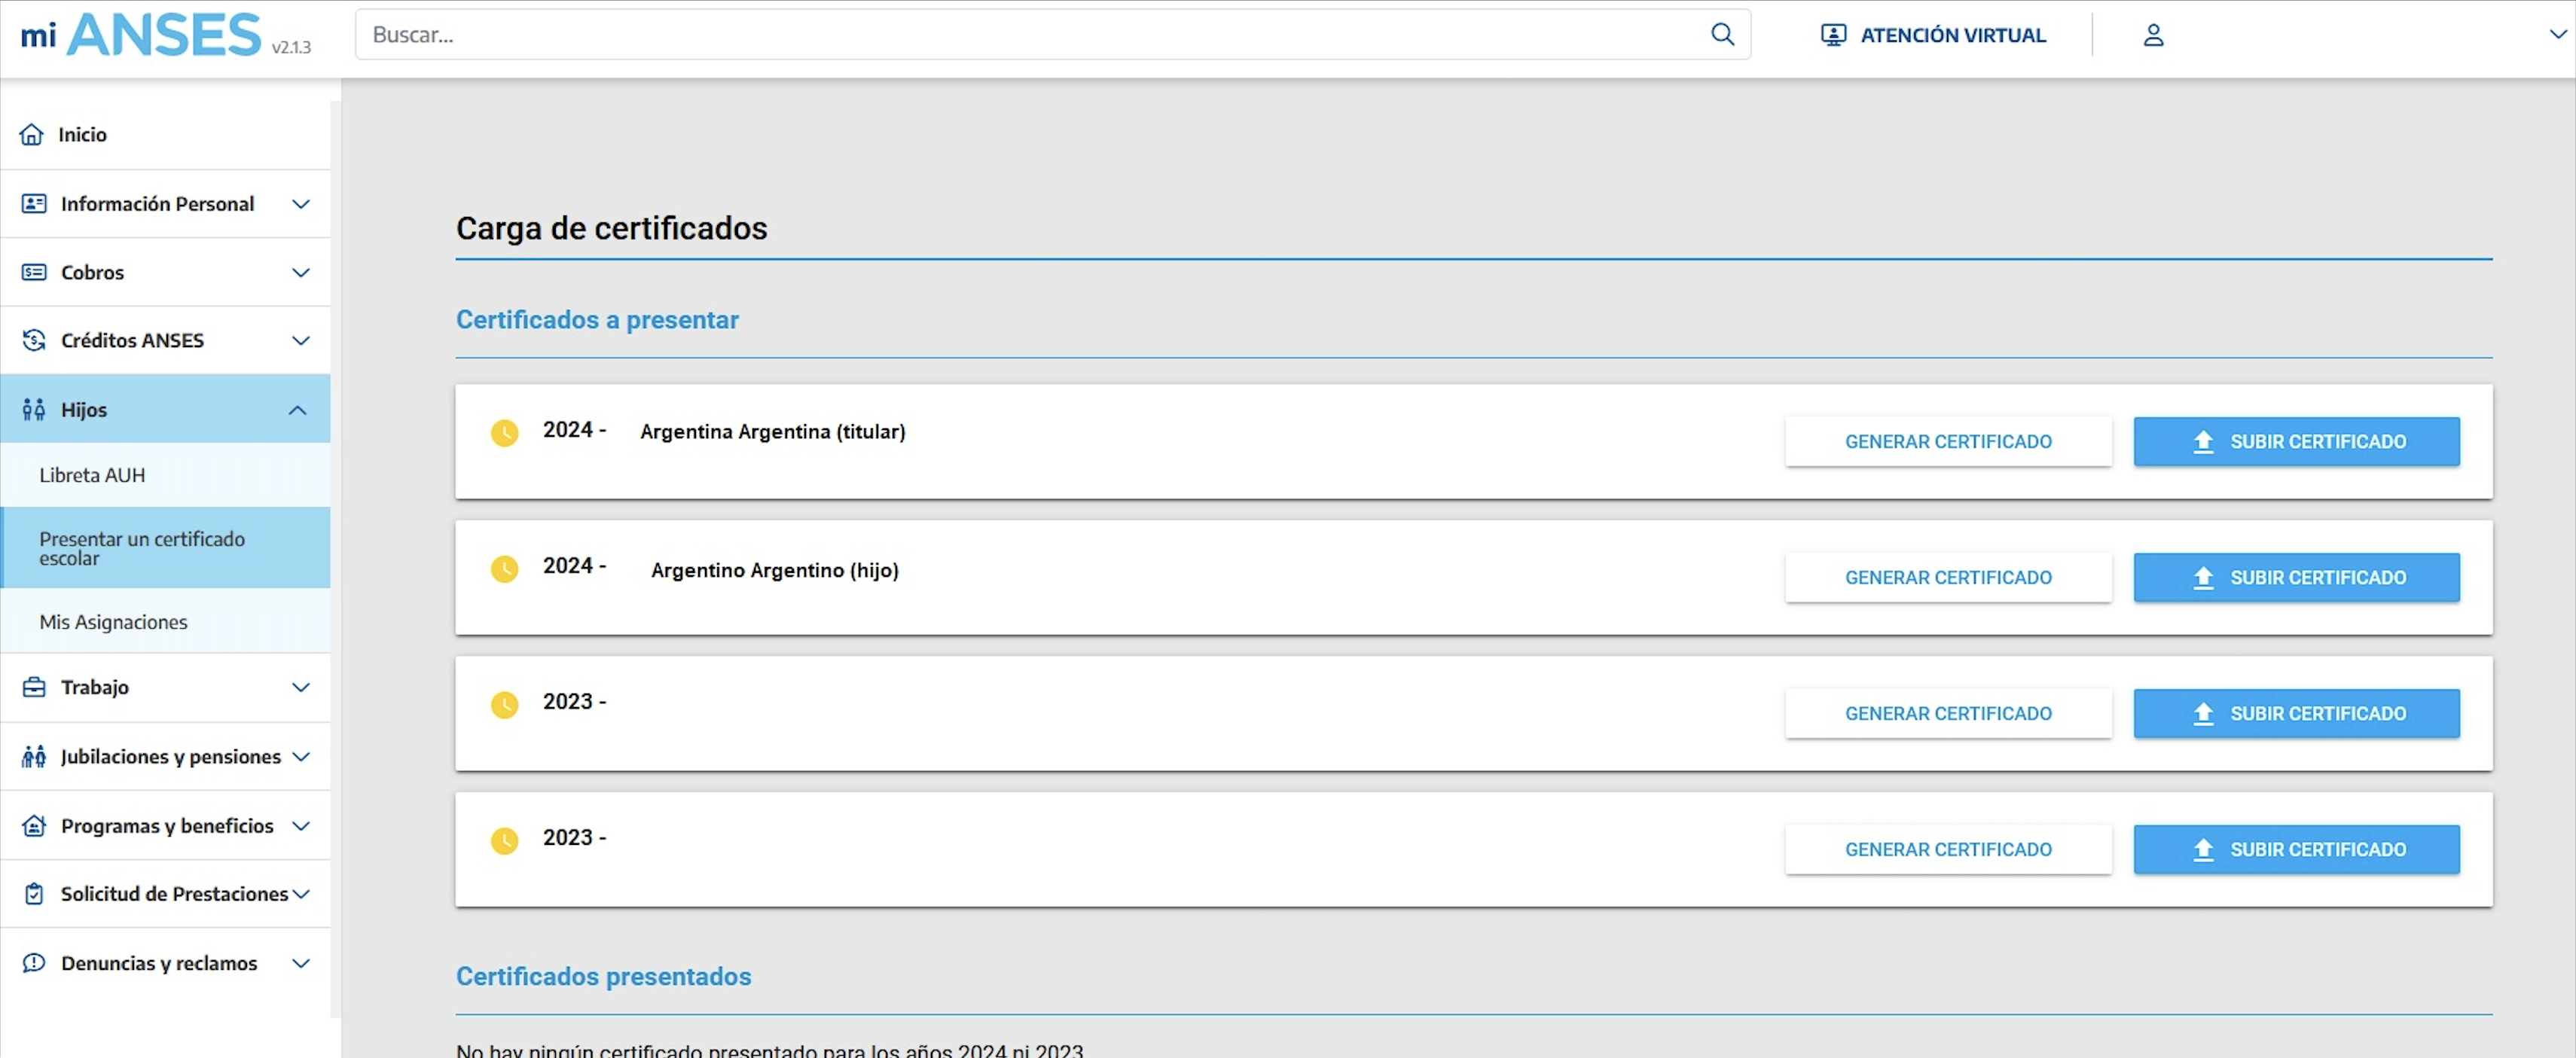 mi ANSES v2.1.3
Buscar...
ATENCIÓN VIRTUAL
Inicio
Información Personal
Cobros
Créditos ANSES
Hijos
Libreta AUH
Presentar un certificado
escolar
Mis Asignaciones
Trabajo
Jubilaciones y pensiones
Programas y beneficios
Solicitud de Prestaciones
Denuncias y reclamos
Carga de certificados
Certificados a presentar
2024 - Argentina Argentina (titular)
GENERAR CERTIFICADO
SUBIR CERTIFICADO
2024 - Argentino Argentino (hijo)
GENERAR CERTIFICADO
SUBIR CERTIFICADO
2023 -
GENERAR CERTIFICADO
SUBIR CERTIFICADO
2023 -
GENERAR CERTIFICADO
SUBIR CERTIFICADO
Certificados presentados
No hay ningún certificado presentado para los años 2024 ni 2023